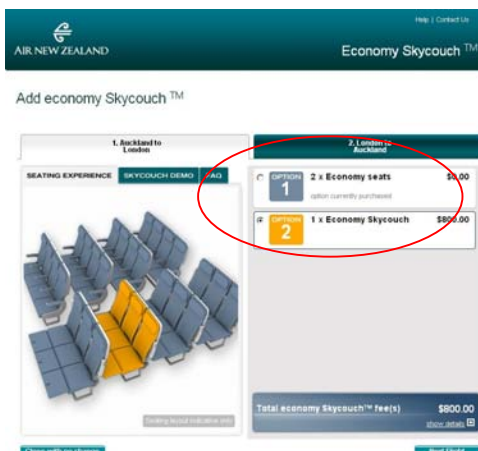 Help | Contact Us
AIR NEW ZEALAND
Economy Skycouch TM
Add economy Skycouch TM
1. Auckland to
London
2. London to
Auckland
SEATING EXPERIENCE SKYCOUCH DEMO FAQ
OPTION
1
2 x Economy seats $0.00
option currently purchased
OPTION
2
1 x Economy Skycouch $800.00
Seating layout indicative only
Total economy Skycouch™ fee(s) $800.00
show details